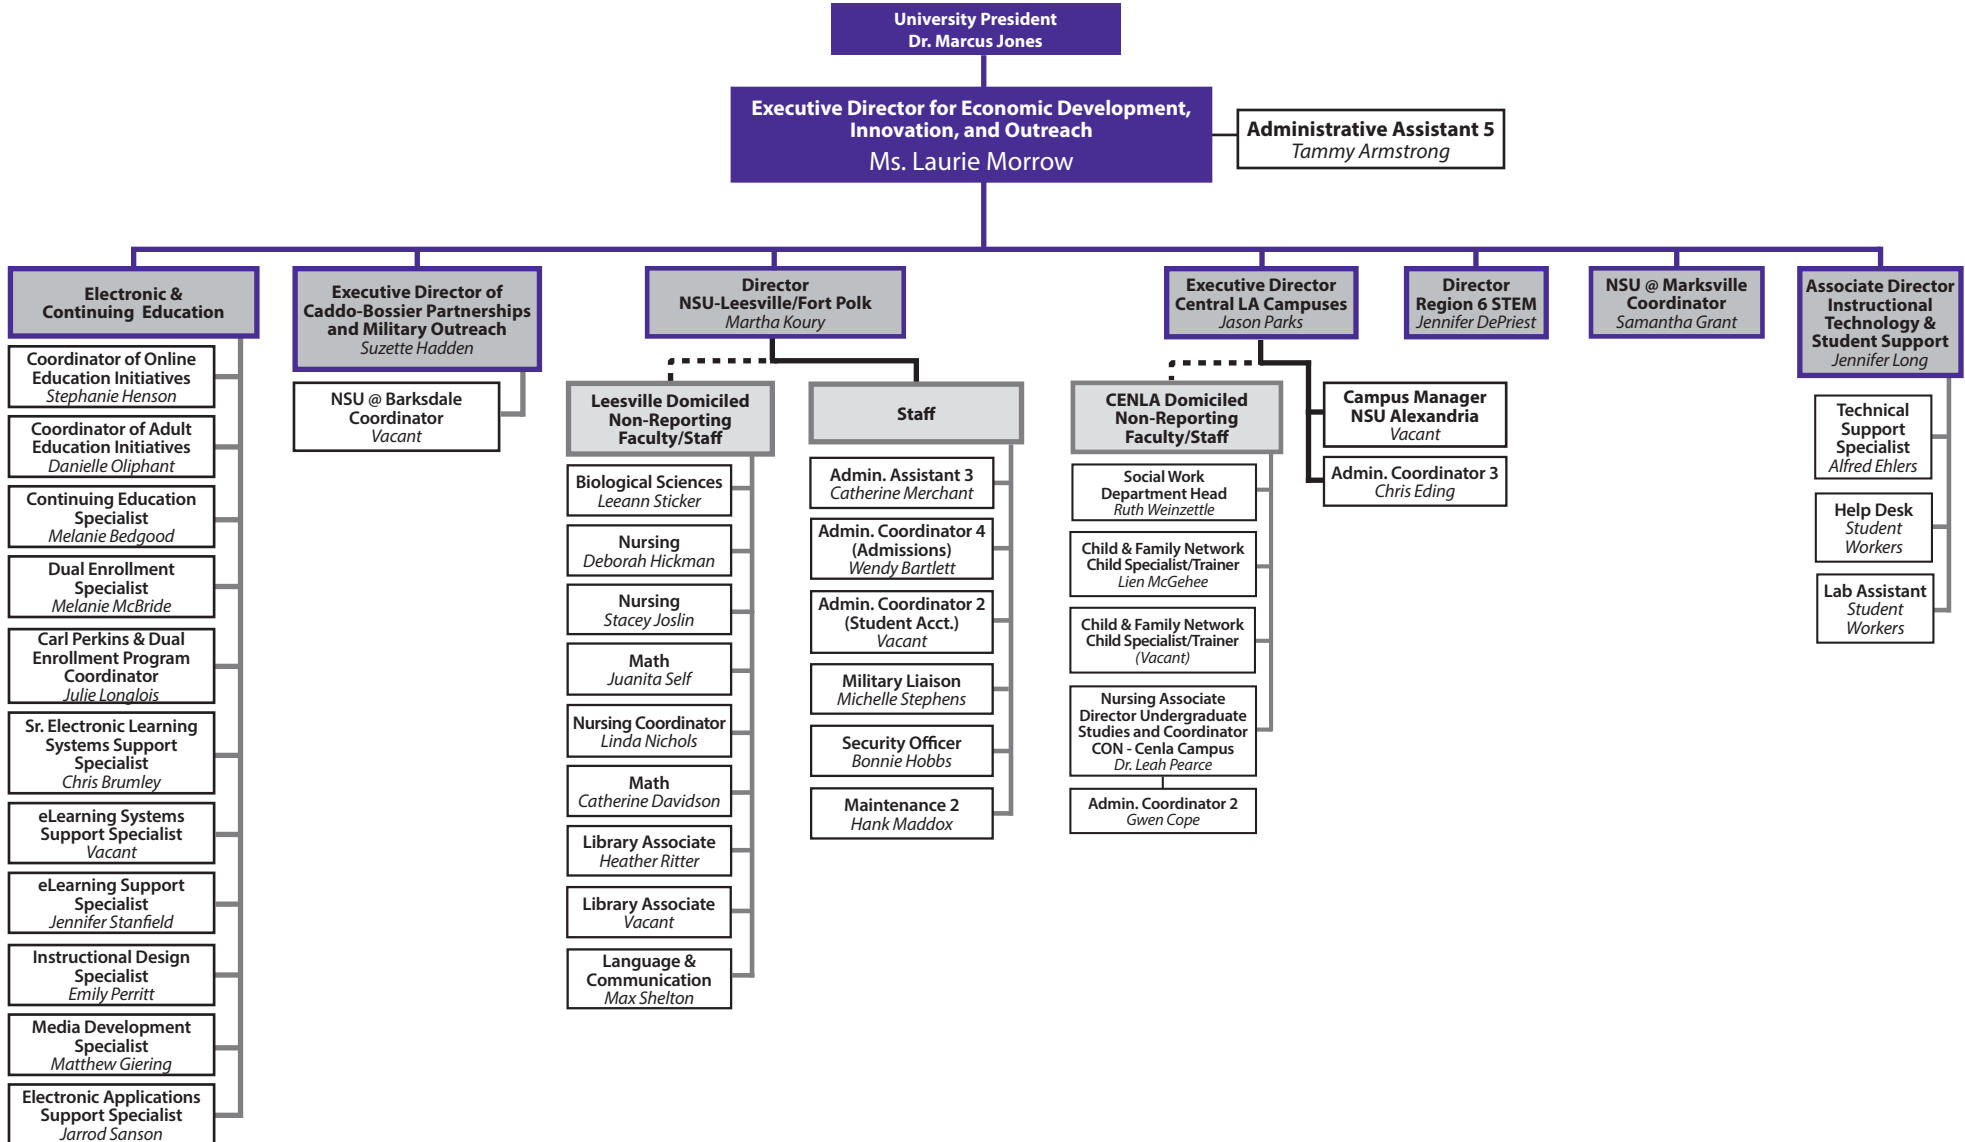 University President
Dr. Marcus Jones
Executive Director for Economic Development,
Innovation, and Outreach
Ms. Laurie Morrow
Administrative Assistant 5
Tammy Armstrong
Electronic &
Continuing Education
Coordinator of Online
Education Initiatives
Stephanie Henson
Coordinator of Adult
Education Initiatives
Danielle Oliphant
Continuing Education
Specialist
Melanie Bedgood
Dual Enrollment
Specialist
Melanie McBride
Carl Perkins & Dual
Enrollment Program
Coordinator
Julie Longlois
Sr. Electronic Learning
Systems Support
Specialist
Chris Brumley
eLearning Systems
Support Specialist
Vacant
eLearning Support
Specialist
Jennifer Stanfield
Instructional Design
Specialist
Emily Perritt
Media Development
Specialist
Matthew Giering
Electronic Applications
Support Specialist
Jarrod Sanson
Executive Director of
Caddo-Bossier Partnerships
and Military Outreach
Suzette Hadden
NSU @ Barksdale
Coordinator
Vacant
Director
NSU-Leesville/Fort Polk
Martha Koury
Leesville Domiciled
Non-Reporting
Faculty/Staff
Biological Sciences
Leeann Sticker
Nursing
Deborah Hickman
Nursing
Stacey Joslin
Math
Juanita Self
Nursing Coordinator
Linda Nichols
Math
Catherine Davidson
Library Associate
Heather Ritter
Library Associate
Vacant
Language &
Communication
Max Shelton
Staff
Admin. Assistant 3
Catherine Merchant
Admin. Coordinator 4
(Admissions)
Wendy Bartlett
Admin. Coordinator 2
(Student Acct.)
Vacant
Military Liaison
Michelle Stephens
Security Officer
Bonnie Hobbs
Maintenance 2
Hank Maddox
Executive Director
Central LA Campuses
Jason Parks
CENLA Domiciled
Non-Reporting
Faculty/Staff
Social Work
Department Head
Ruth Weinzettle
Child & Family Network
Child Specialist/Trainer
Lien McGehee
Child & Family Network
Child Specialist/Trainer
(Vacant)
Nursing Associate
Director Undergraduate
Studies and Coordinator
CON - Cenla Campus
Dr. Leah Pearce
Admin. Coordinator 2
Gwen Cope
Campus Manager
NSU Alexandria
Vacant
Admin. Coordinator 3
Chris Eding
Director
Region 6 STEM
Jennifer DePriest
NSU @ Marksville
Coordinator
Samantha Grant
Associate Director
Instructional
Technology &
Student Support
Jennifer Long
Technical
Support
Specialist
Alfred Ehlers
Help Desk
Student
Workers
Lab Assistant
Student
Workers